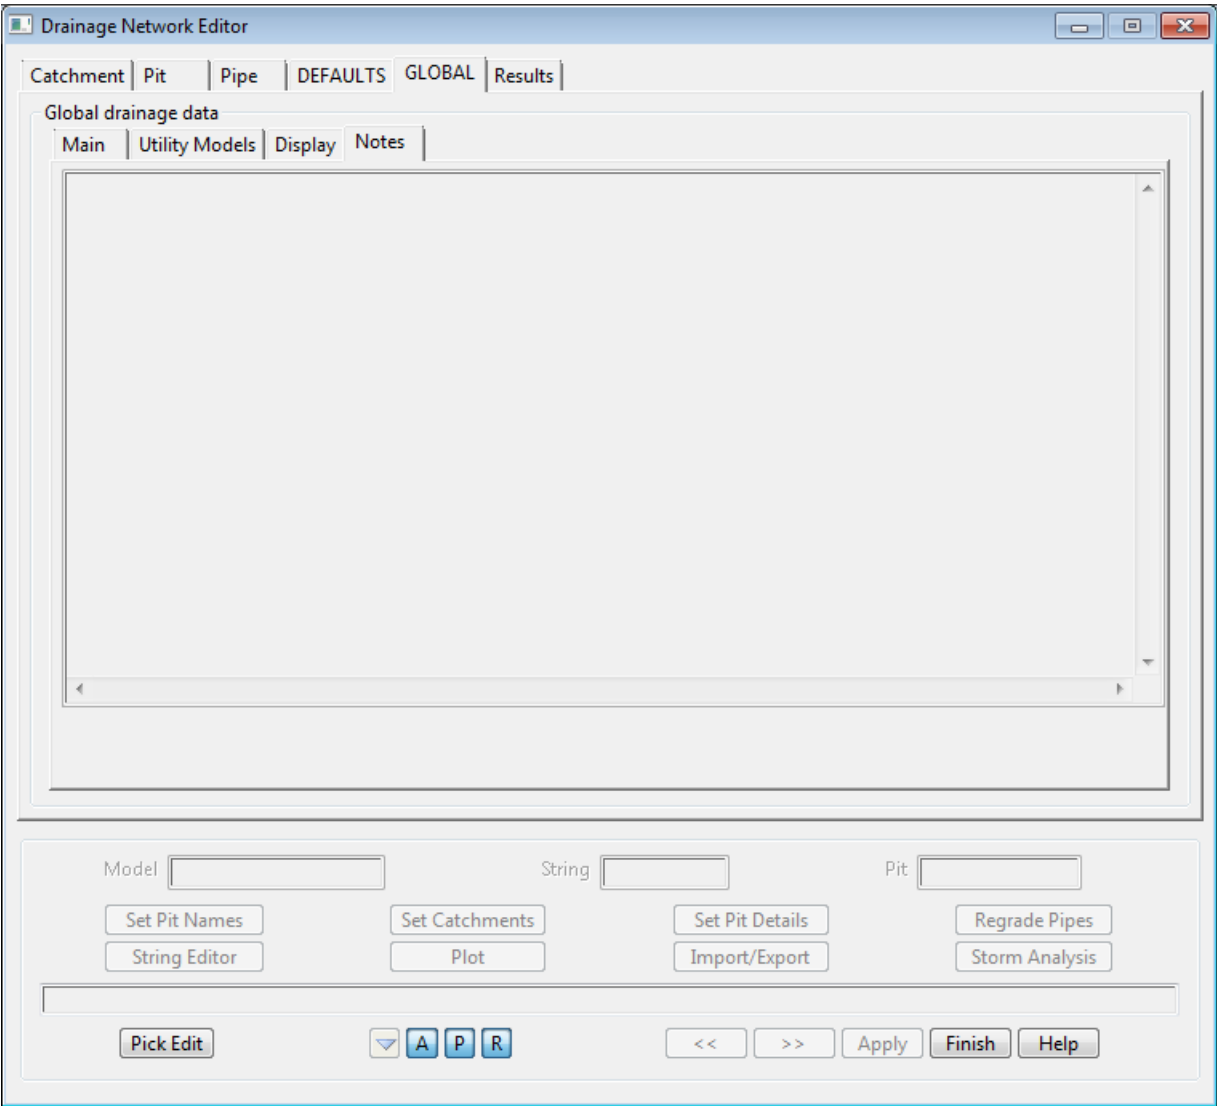 Drainage Network Editor
Catchment Pit Pipe DEFAULTS GLOBAL Results
Global drainage data
Main Utility Models Display Notes
Model String Pit
Set Pit Names Set Catchments Set Pit Details Regrade Pipes
String Editor Plot Import/Export Storm Analysis
Pick Edit A P R << >> Apply Finish Help